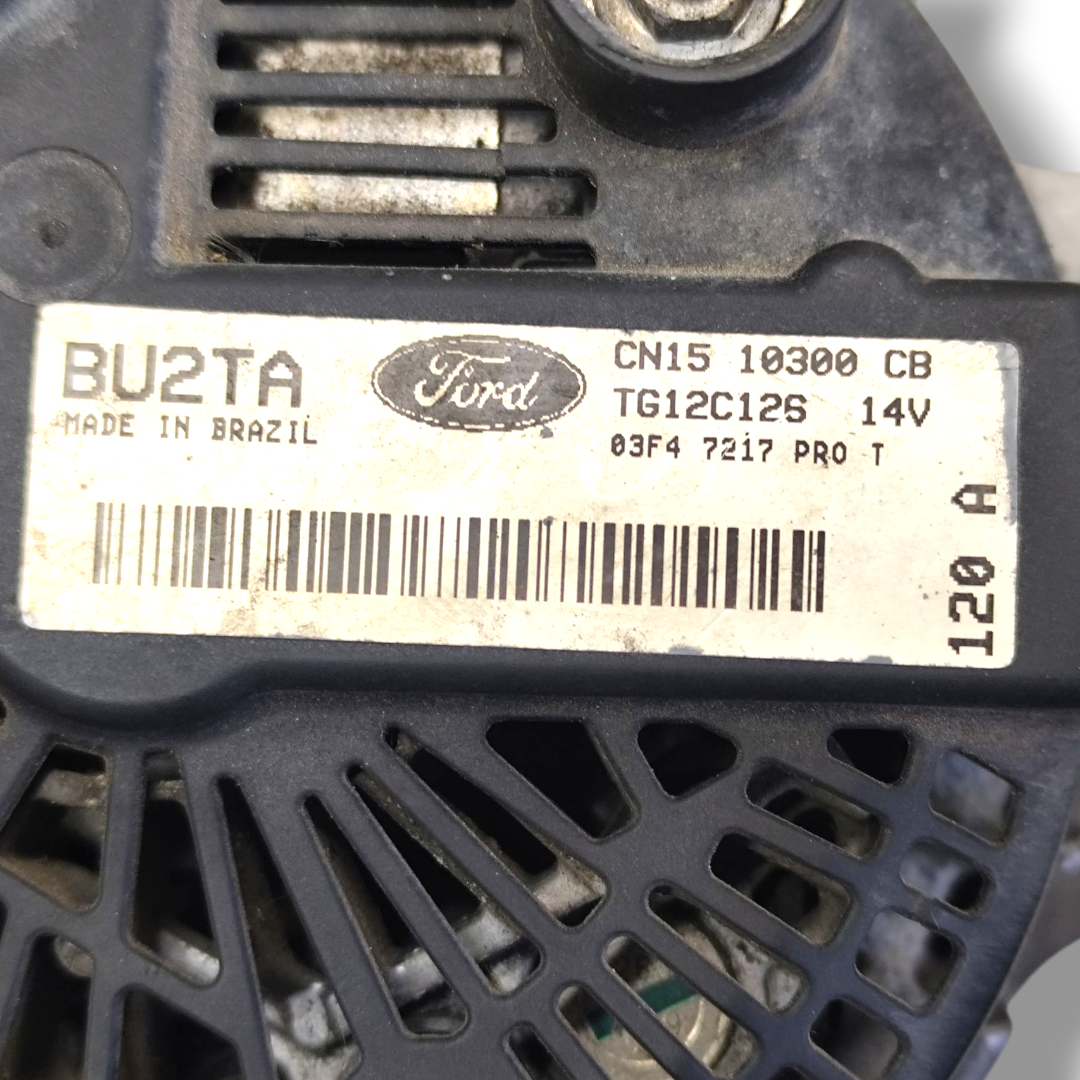 BU2TA
MADE IN BRAZIL
Ford
CN15 10300 CB
TG12C126 14V
03F4 7217 PRO T
120 A